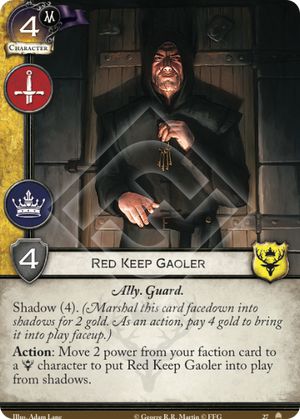 4
Character
4
Red Keep Gaoler
Ally. Guard.
Shadow (4). (Marshal this card facedown into
shadows for 2 gold. As an action, pay 4 gold to bring
it into play faceup.)
Action: Move 2 power from your faction card to
a character to put Red Keep Gaoler into play
from shadows.
Illus. Adam Lane © George R.R. Martin © FFG 27